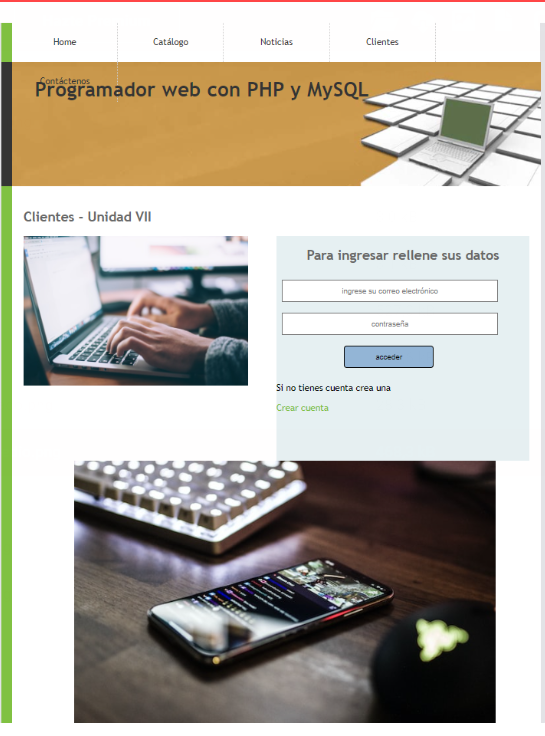 Home
Catálogo
Noticias
Clientes
Contáctenos
Programador web con PHP y MySQL
Clientes - Unidad VII
Para ingresar rellene sus datos
ingrese su correo electrónico
contraseña
acceder
Si no tienes cuenta crea una
Crear cuenta